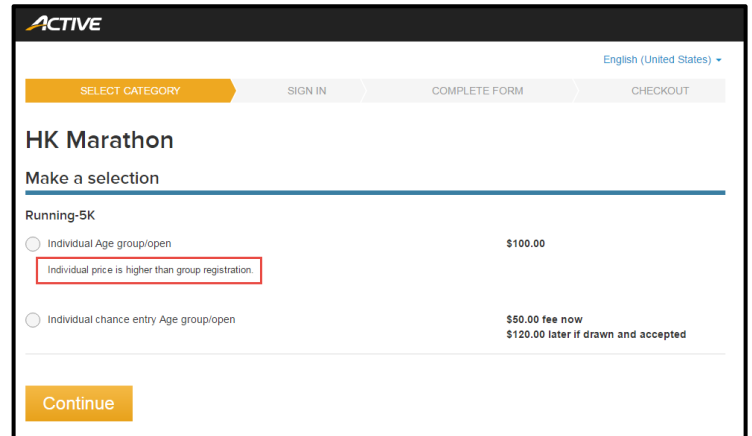 ACTIVE
English (United States)
SELECT CATEGORY SIGN IN COMPLETE FORM CHECKOUT
HK Marathon
Make a selection
Running-5K
Individual Age group/open $100.00
Individual price is higher than group registration.
Individual chance entry Age group/open $50.00 fee now
$120.00 later if drawn and accepted
Continue